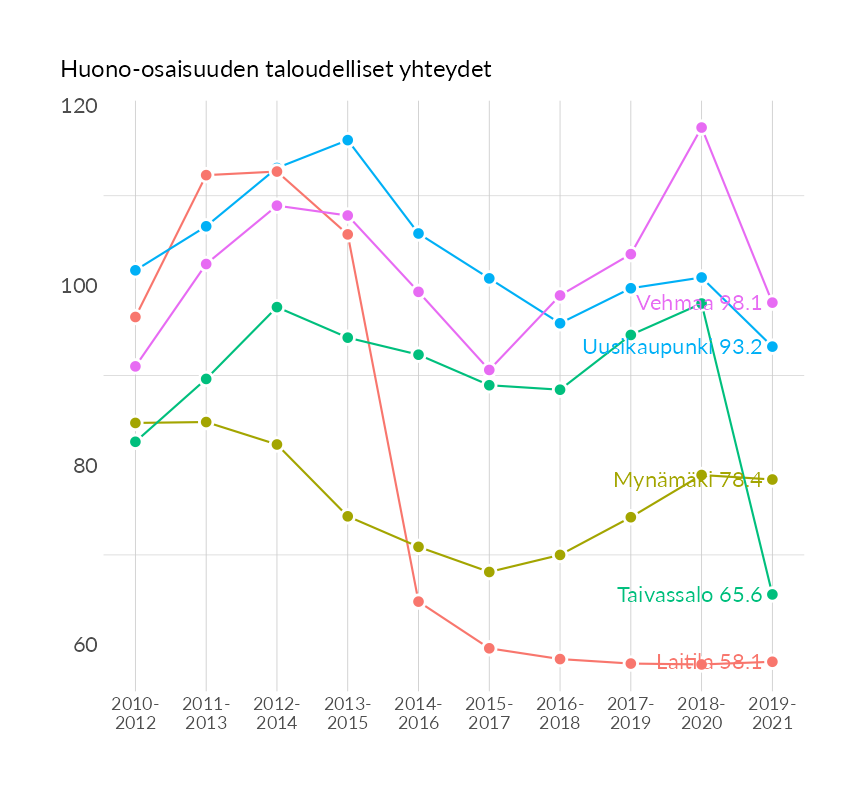 Huono-osaisuuden taloudelliset yhteydet
120
100
80
60
Vehmaa 98.1
Uusikaupunki 93.2
Mynämäki 78.4
Taivassalo 65.6
Laitila 58.1
2010- 2011- 2012- 2013- 2014- 2015- 2016- 2017- 2018- 2019-
2012 2013 2014 2015 2016 2017 2018 2019 2020 2021